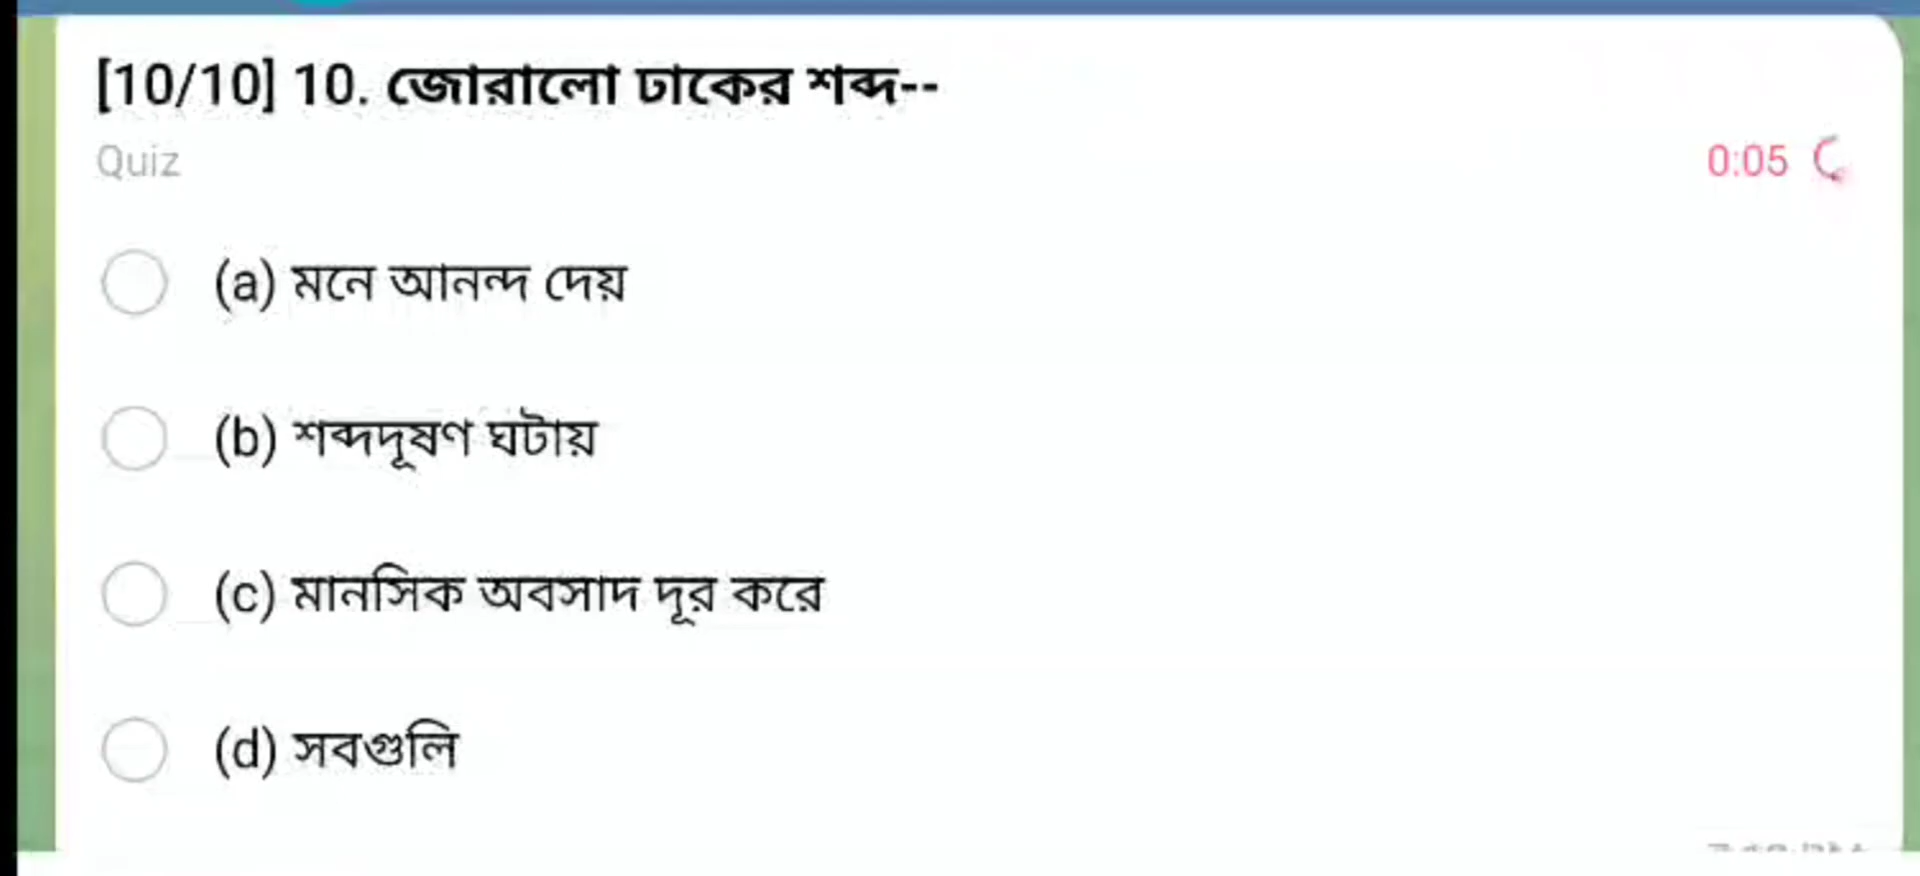 [10/10] 10. জোরালো ঢাকের শব্দ--
Quiz
0:05
(a) মনে আনন্দ দেয়
(b) শব্দদূষণ ঘটায়
(c) মানসিক অবসাদ দূর করে
(d) সবগুলি